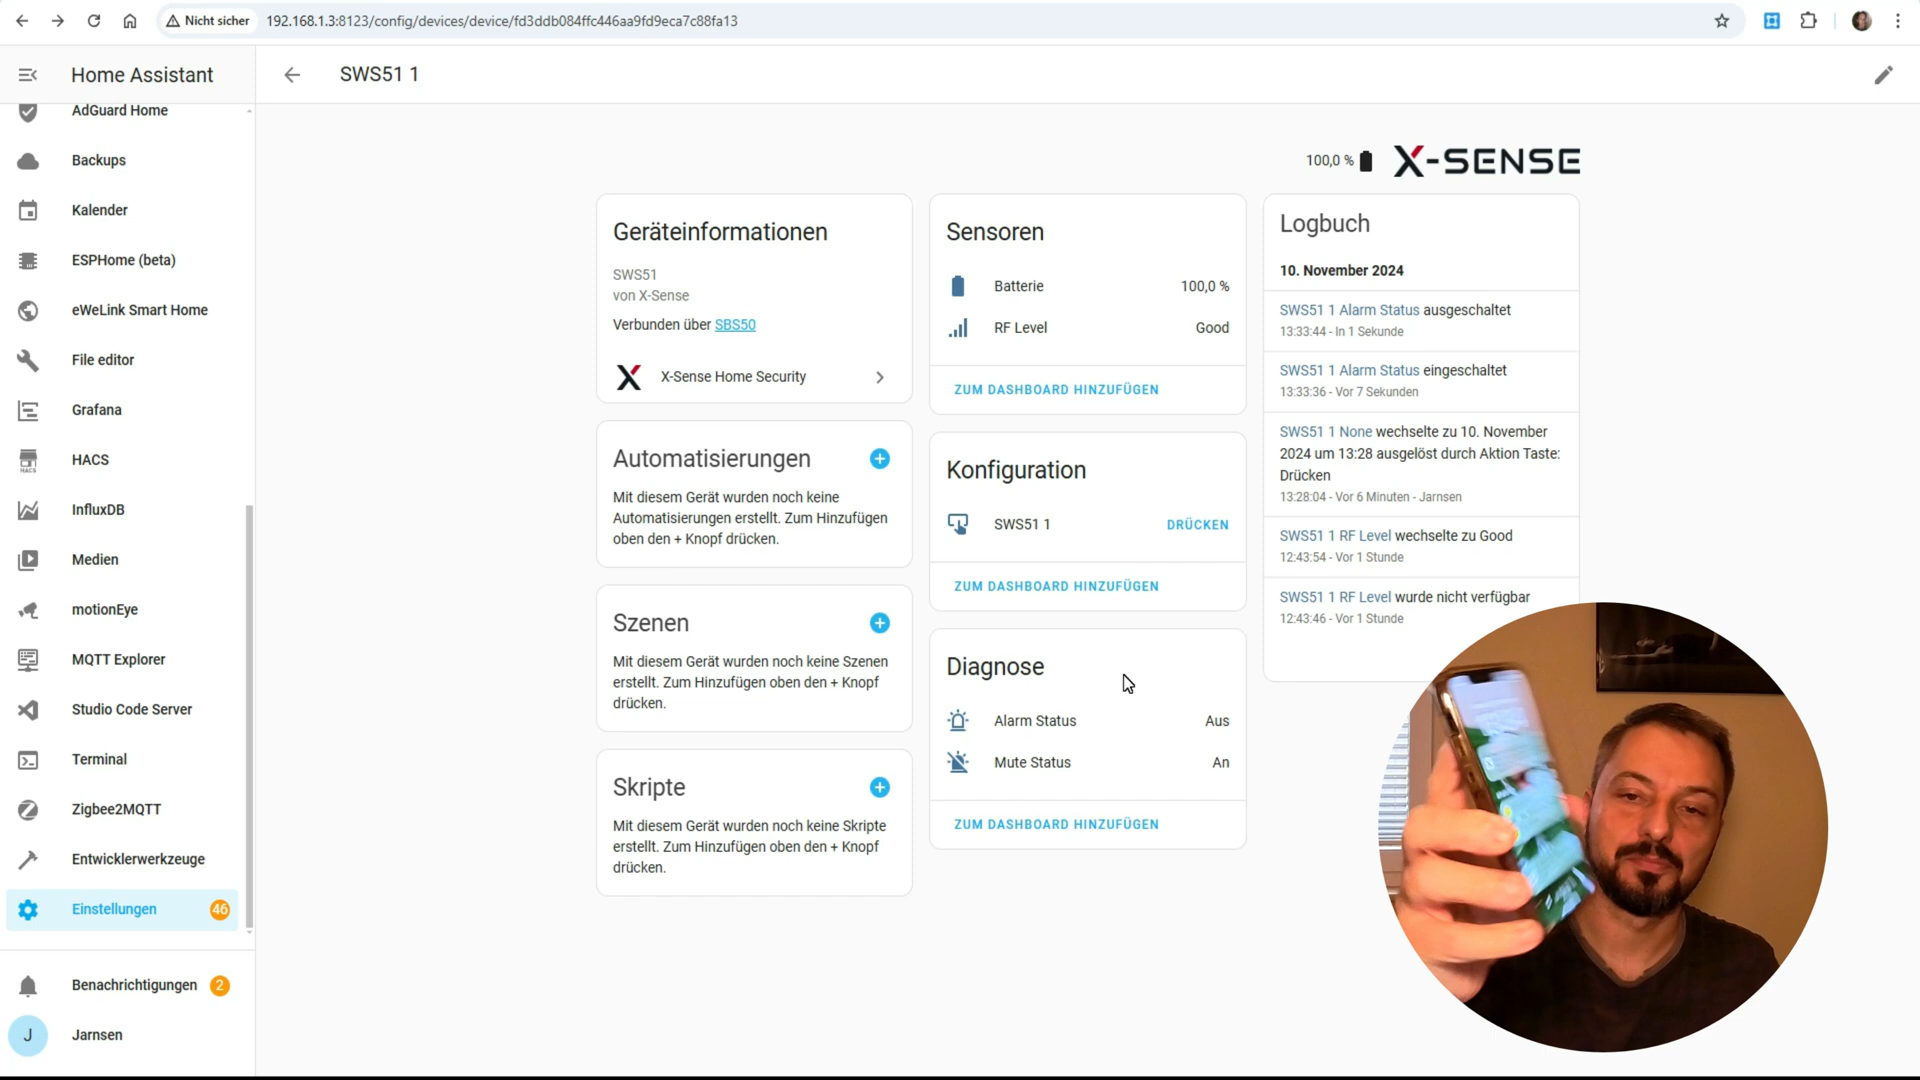 Nicht sicher
192.168.1.3:8123/config/devices/device/fd3ddb084ffc446aa9fd9eca7c88fa13
Home Assistant
SWS51 1
AdGuard Home
Backups
Kalender
ESPHome (beta)
eWeLink Smart Home
File editor
Grafana
HACS
HACS
InfluxDB
Medien
motionEye
MQTT Explorer
Studio Code Server
Terminal
Zigbee2MQTT
Entwicklerwerkzeuge
Einstellungen
46
Benachrichtigungen
2
J
Jarnsen
100,0 %
X-SENSE
Geräteinformationen
SWS51
von X-Sense
Verbunden über SBS50
X-Sense Home Security
Automatisierungen
Mit diesem Gerät wurden noch keine
Automatisierungen erstellt. Zum Hinzufügen
oben den + Knopf drücken.
Szenen
Mit diesem Gerät wurden noch keine Szenen
erstellt. Zum Hinzufügen oben den + Knopf
drücken.
Skripte
Mit diesem Gerät wurden noch keine Skripte
erstellt. Zum Hinzufügen oben den + Knopf
drücken.
Sensoren
Batterie 100,0 %
RF Level Good
ZUM DASHBOARD HINZUFÜGEN
Konfiguration
SWS51 1 DRÜCKEN
ZUM DASHBOARD HINZUFÜGEN
Diagnose
Alarm Status Aus
Mute Status An
ZUM DASHBOARD HINZUFÜGEN
Logbuch
10. November 2024
SWS51 1 Alarm Status ausgeschaltet
13:33:44 - In 1 Sekunde
SWS51 1 Alarm Status eingeschaltet
13:33:36 - Vor 7 Sekunden
SWS51 1 None wechselte zu 10. November
2024 um 13:28 ausgelöst durch Aktion Taste:
Drücken
13:28:04 - Vor 6 Minuten - Jarnsen
SWS51 1 RF Level wechselte zu Good
12:43:54 - Vor 1 Stunde
SWS51 1 RF Level wurde nicht verfügbar
12:43:46 - Vor 1 Stunde